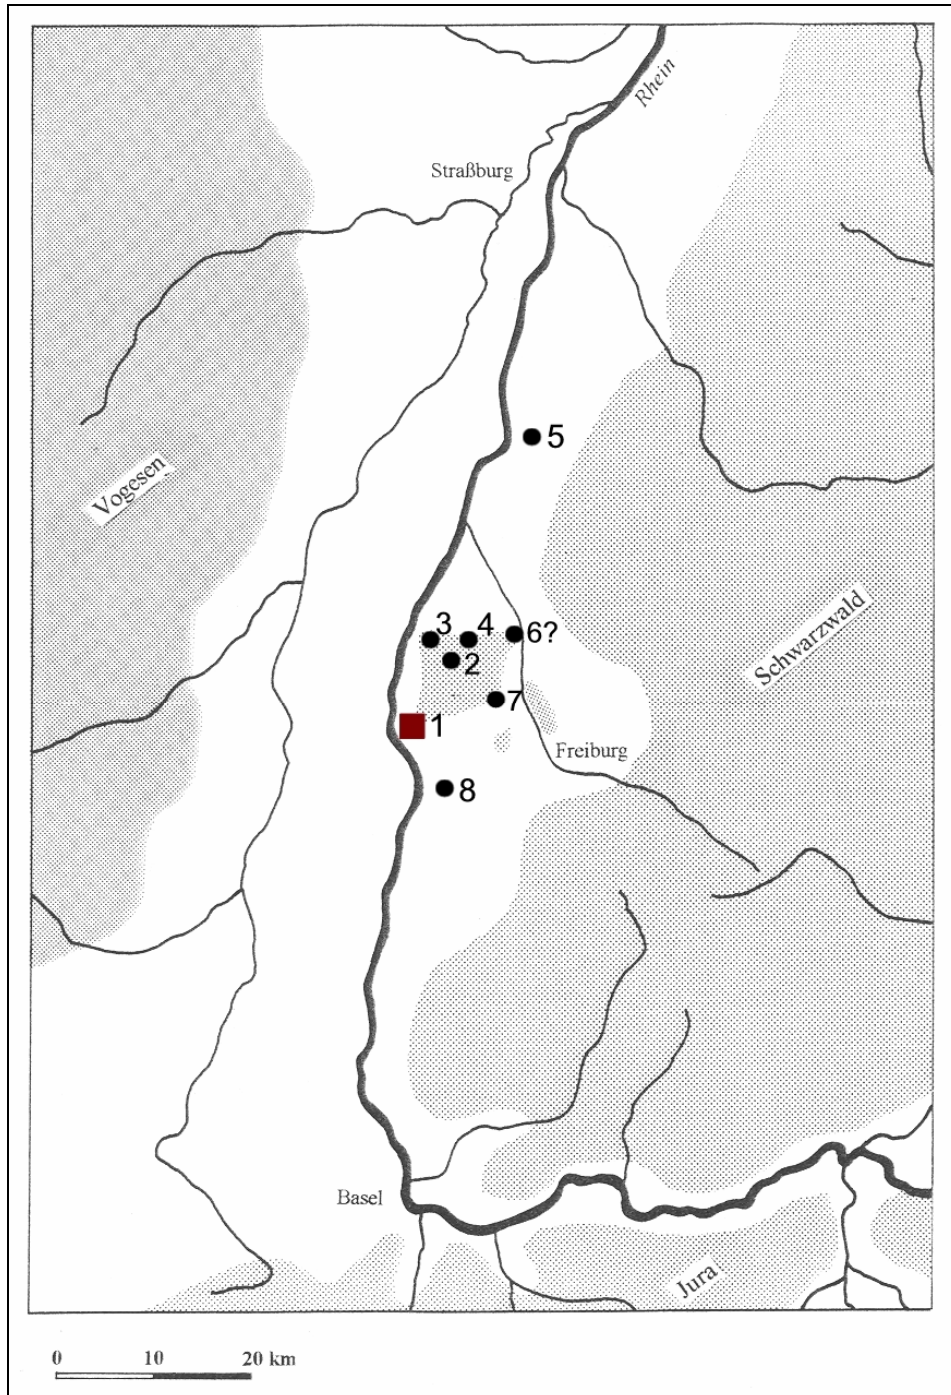 Rhein
Straßburg
5
Vogesen
3
4
6?
2
Schwarzwald
7
1
Freiburg
8
Basel
Jura
0 10 20 km